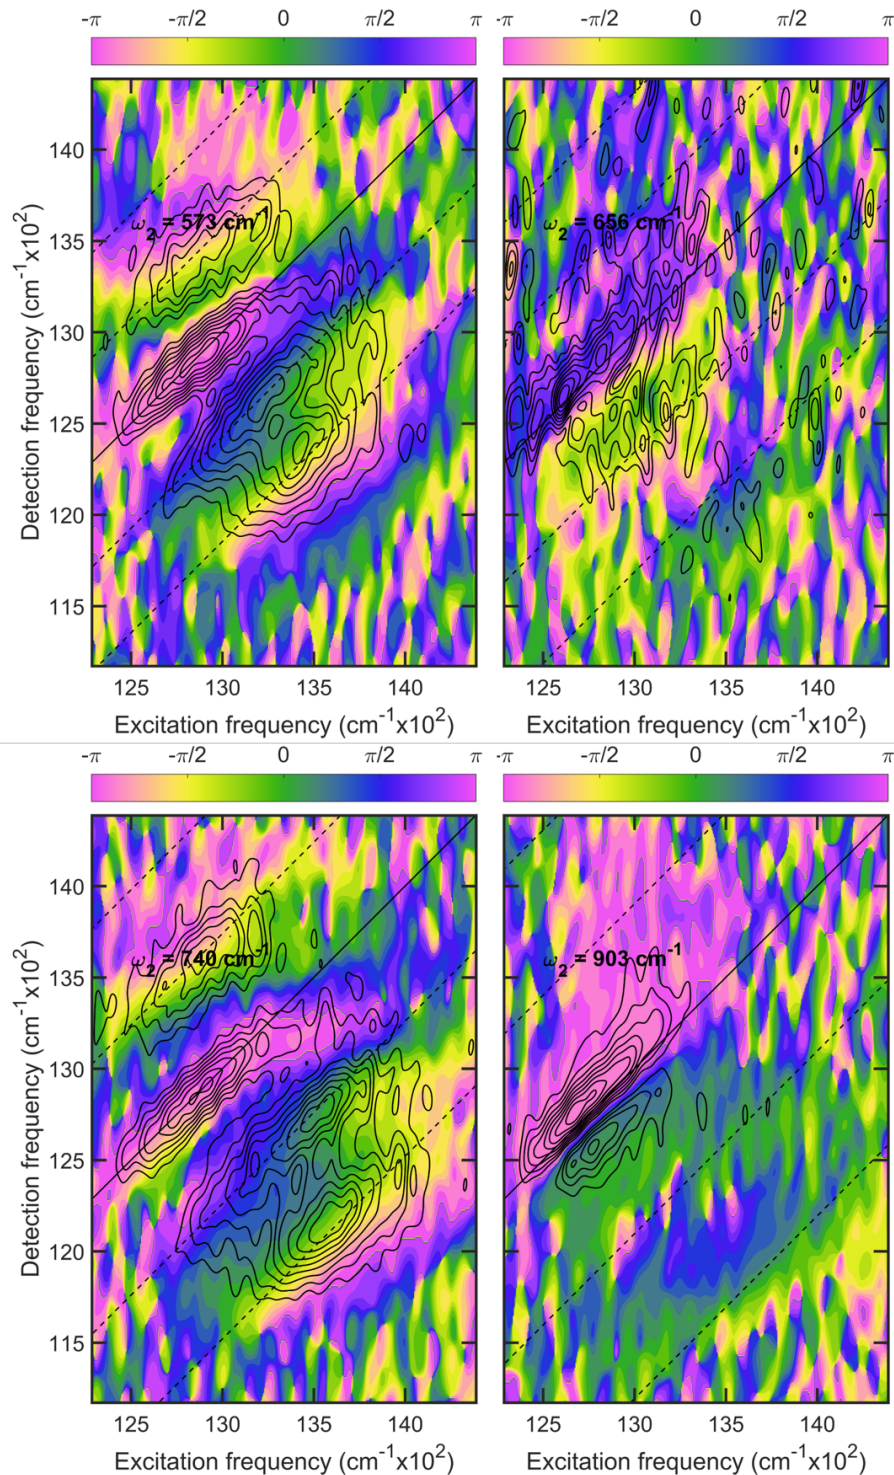 -π -π/2 0 π/2 π -π -π/2 0 π/2 π
ω2 = 573 cm-1 ω2 = 656 cm-1
140
135
130
125
120
115
Detection frequency (cm-1x102)
125 130 135 140 125 130 135 140
Excitation frequency (cm-1x102) Excitation frequency (cm-1x102)
-π -π/2 0 π/2 π -π -π/2 0 π/2 π
ω2 = 740 cm-1 ω2 = 903 cm-1
140
135
130
125
120
115
Detection frequency (cm-1x102)
125 130 135 140 125 130 135 140
Excitation frequency (cm-1x102) Excitation frequency (cm-1x102)